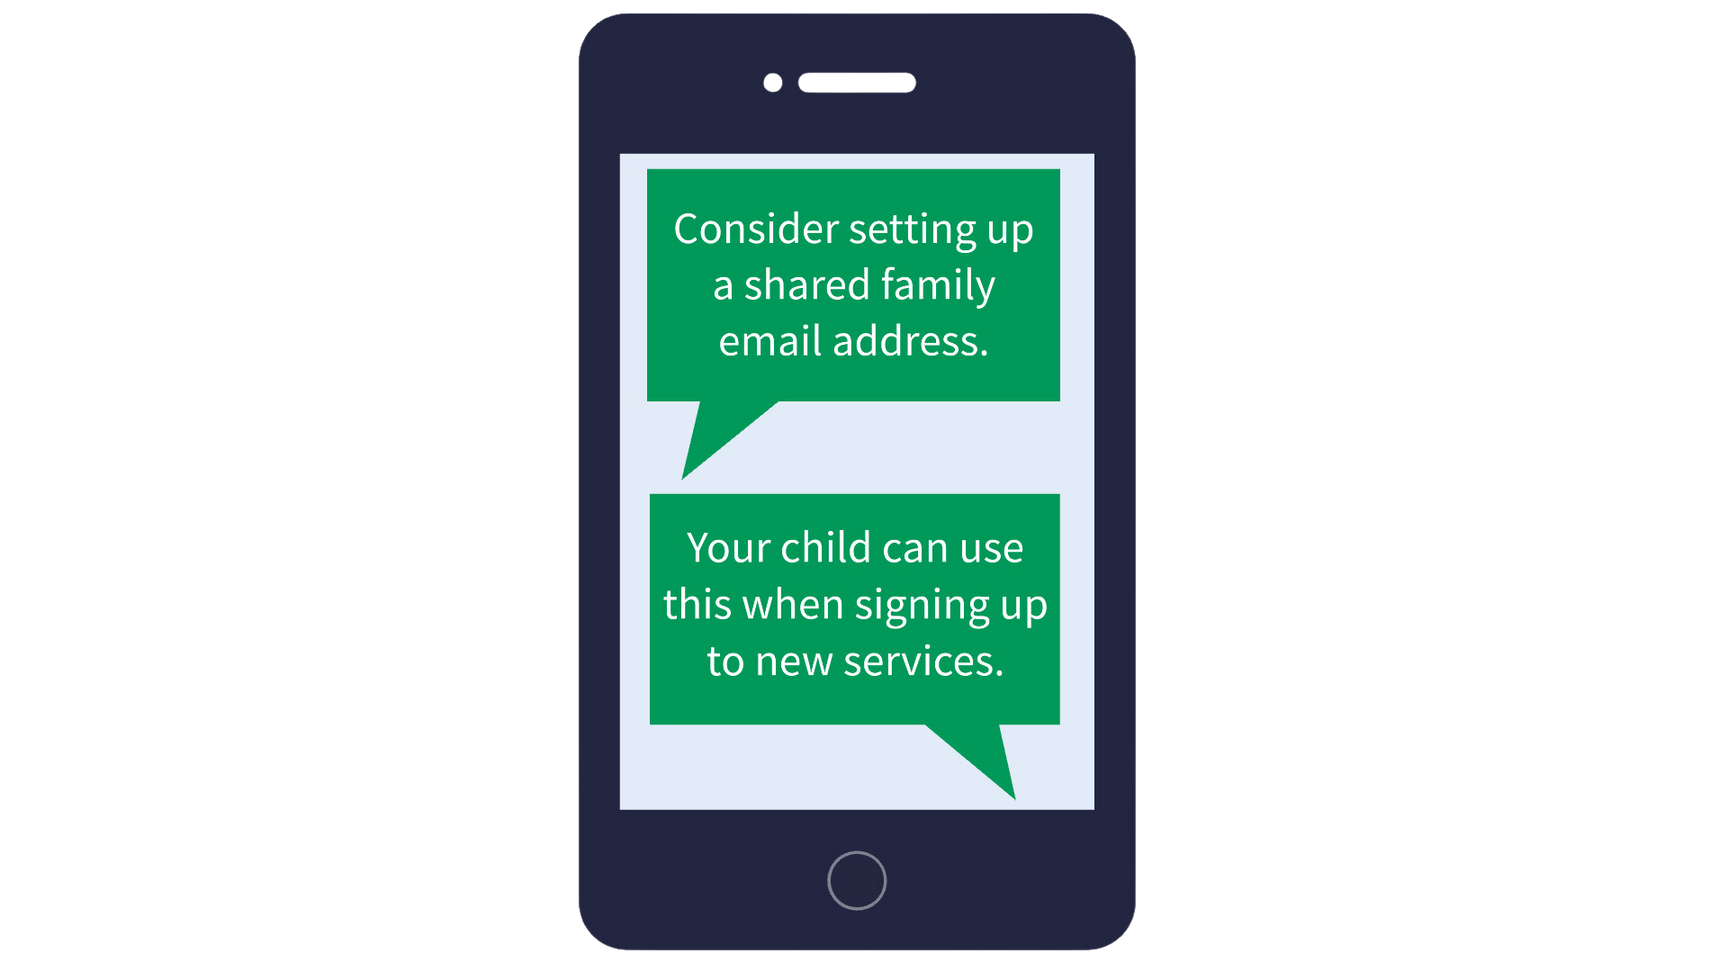 Consider setting up
a shared family
email address.
Your child can use
this when signing up
to new services.